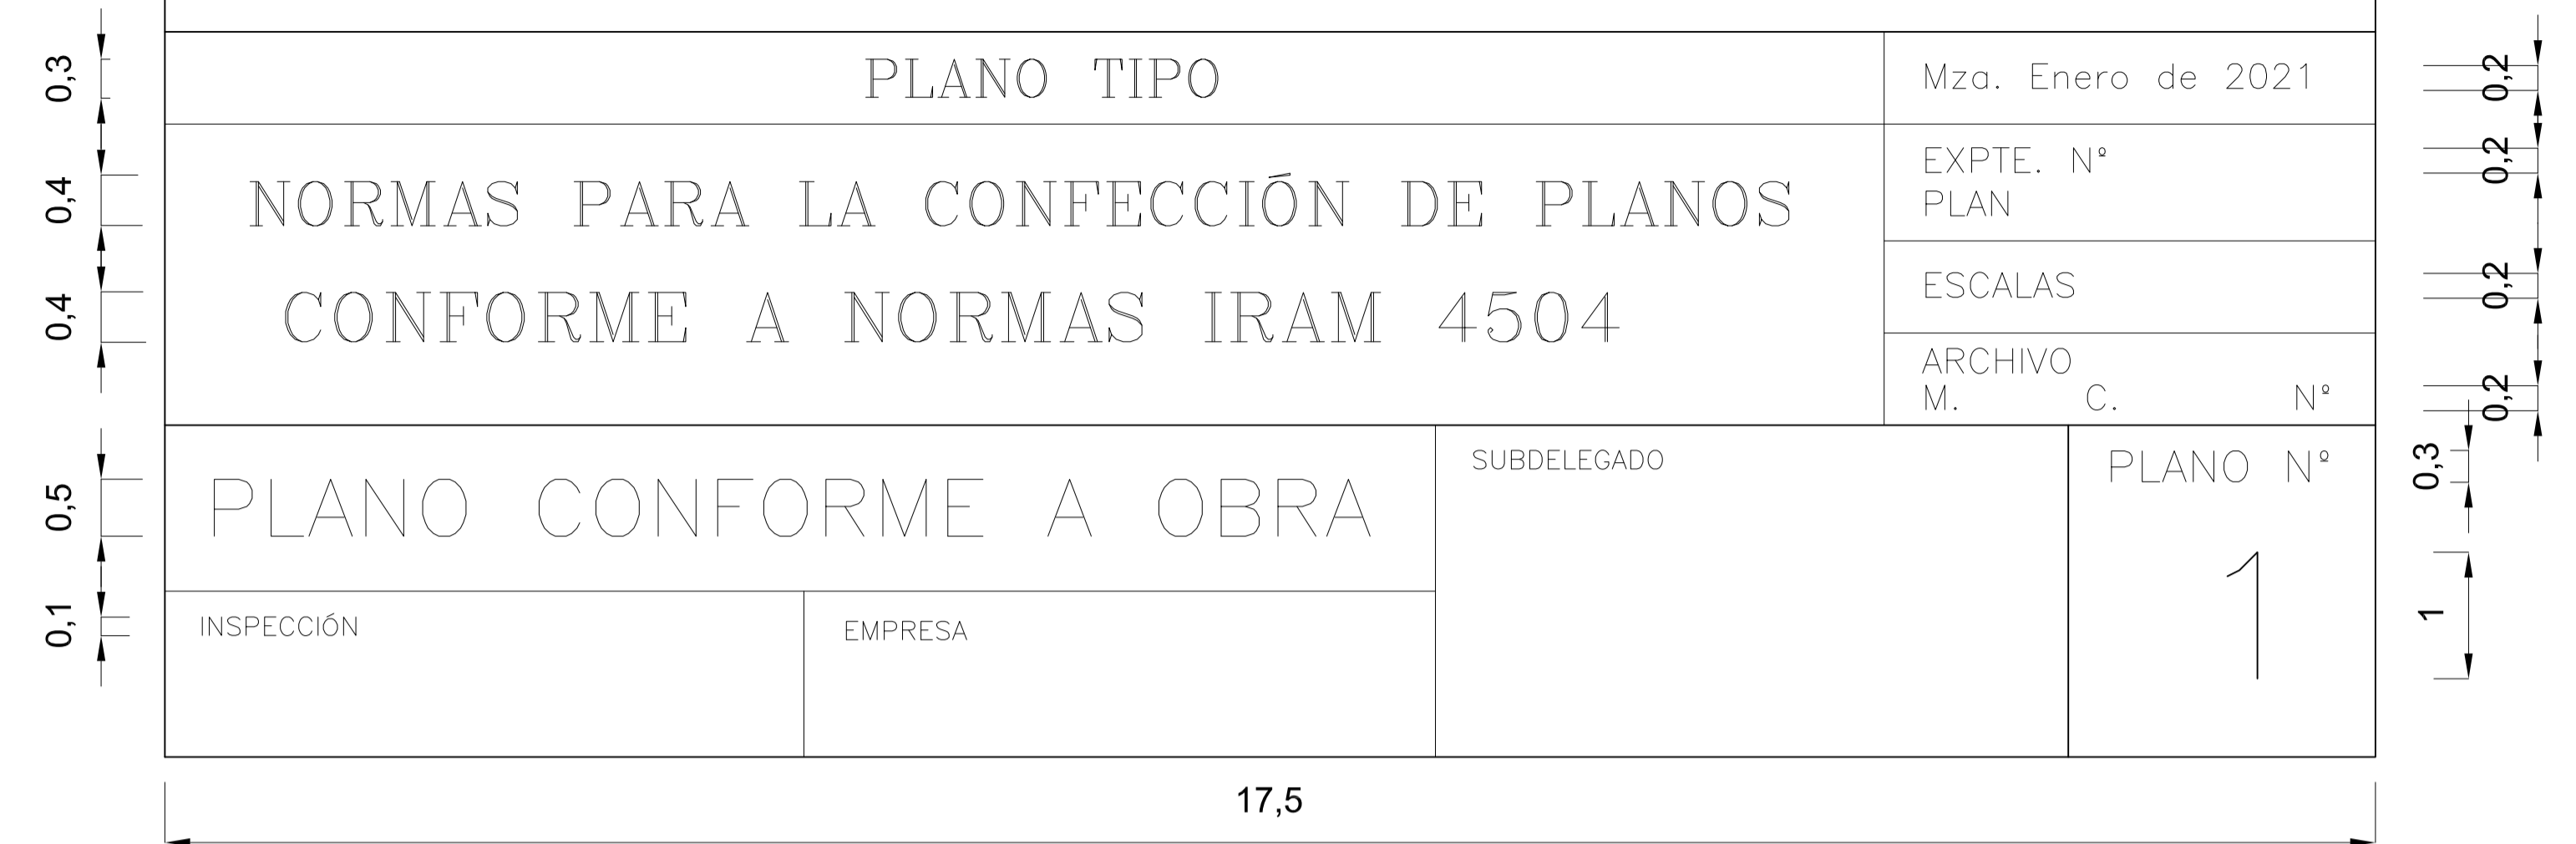 0,3
PLANO TIPO
Mza. Enero de 2021
0,2
EXPTE. Nº
0,2
PLAN
0,4
NORMAS PARA LA CONFECCIÓN DE PLANOS
ESCALAS
0,2
0,4
CONFORME A NORMAS IRAM 4504
ARCHIVO
M. C. Nº
0,2
0,5
PLANO CONFORME A OBRA
SUBDELEGADO
PLANO Nº
0,3
0,1
INSPECCIÓN
EMPRESA
1
1
17,5